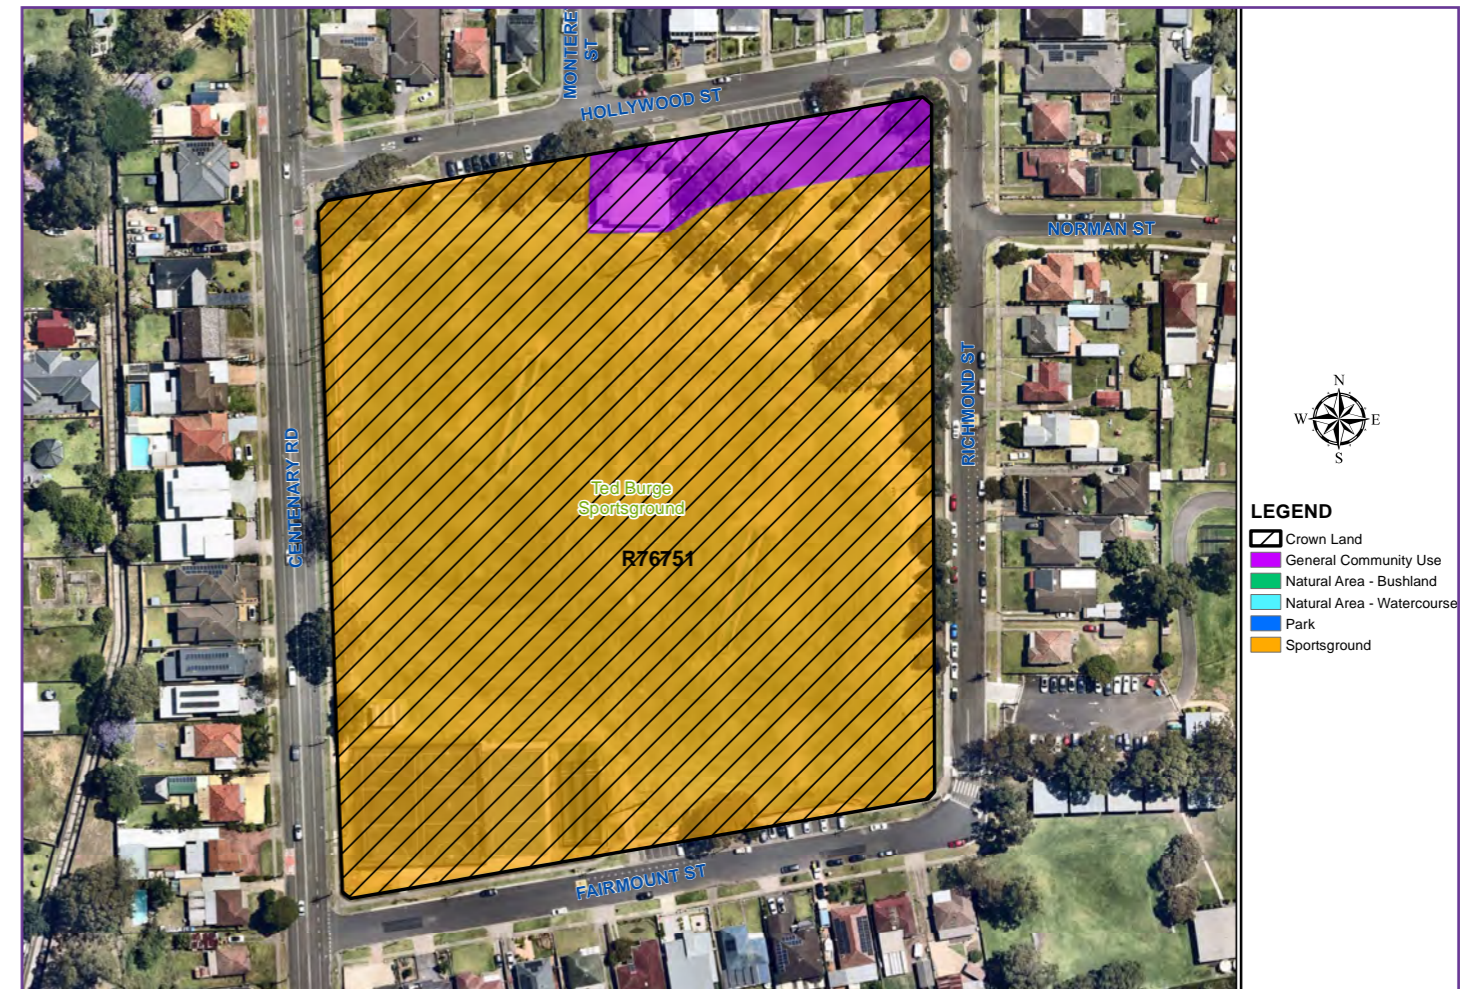 MONTERE
ST
HOLLYWOOD ST
NORMAN ST
RICHMOND ST
CENTENARY RD
Ted Burge
Sportsground
R76751
FAIRMOUNT ST
N
W E
S
LEGEND
Crown Land
General Community Use
Natural Area - Bushland
Natural Area - Watercourse
Park
Sportsground